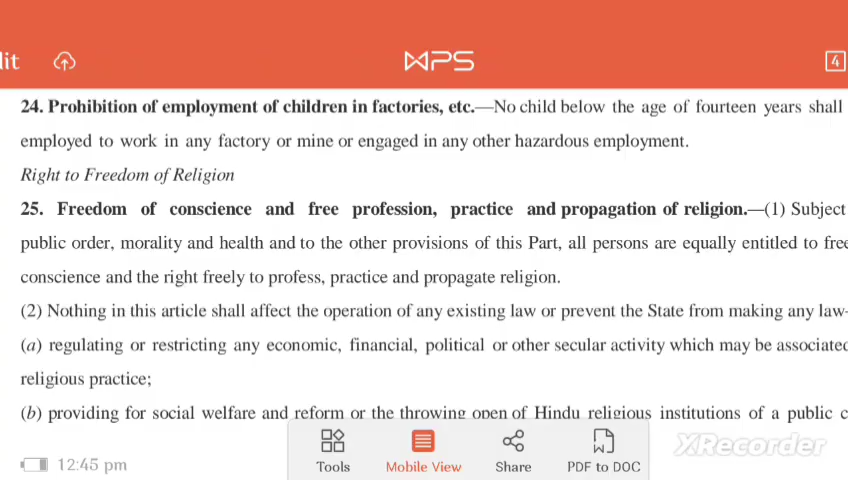 lit
WPS
4
24. Prohibition of employment of children in factories, etc.—No child below the age of fourteen years shall
employed to work in any factory or mine or engaged in any other hazardous employment.
Right to Freedom of Religion
25. Freedom of conscience and free profession, practice and propagation of religion.—(1) Subject
public order, morality and health and to the other provisions of this Part, all persons are equally entitled to free
conscience and the right freely to profess, practice and propagate religion.
(2) Nothing in this article shall affect the operation of any existing law or prevent the State from making any law—
(a) regulating or restricting any economic, financial, political or other secular activity which may be associated
religious practice;
(b) providing for social welfare and reform or the throwing open of Hindu religious institutions of a public c
Tools Mobile View Share PDF to DOC
XRecorder
12:45 pm